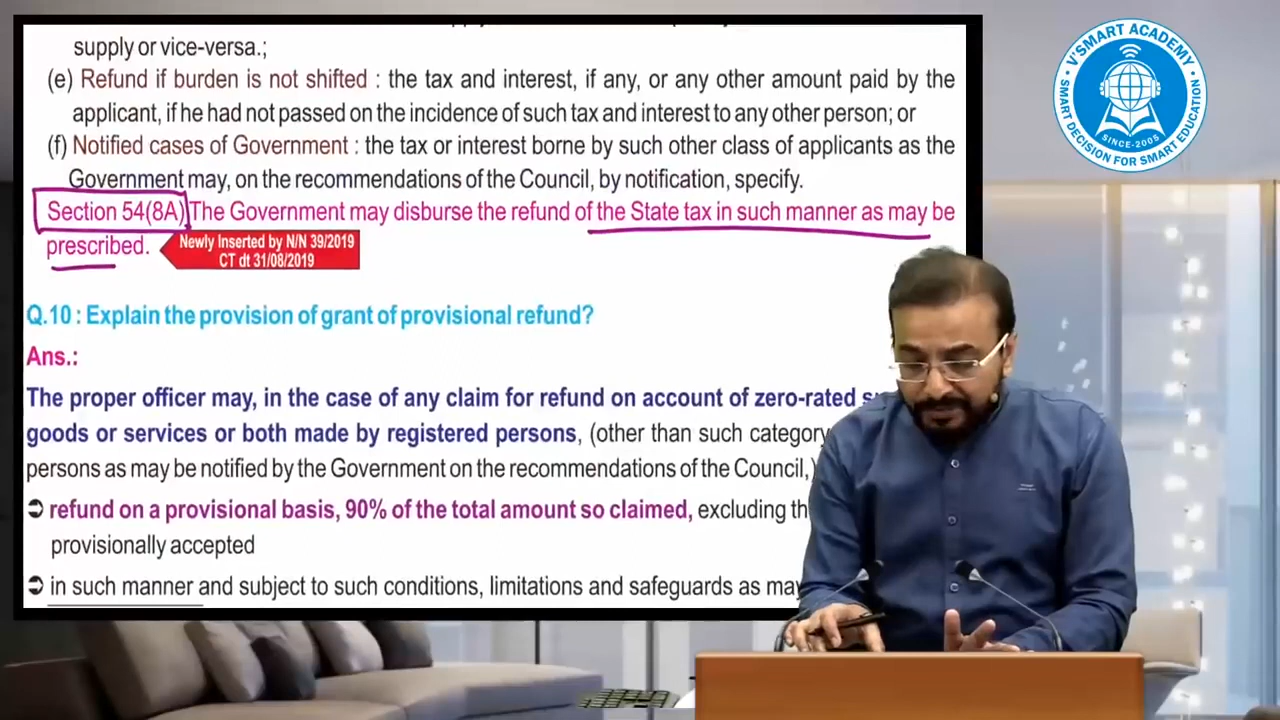 supply or vice-versa.;
(e) Refund if burden is not shifted : the tax and interest, if any, or any other amount paid by the
applicant, if he had not passed on the incidence of such tax and interest to any other person; or
(f) Notified cases of Government : the tax or interest borne by such other class of applicants as the
Government may, on the recommendations of the Council, by notification, specify.
Section 54(8A) The Government may disburse the refund of the State tax in such manner as may be
prescribed.
Newly Inserted by N/N 39/2019
CT dt 31/08/2019
Q.10 : Explain the provision of grant of provisional refund?
Ans.:
The proper officer may, in the case of any claim for refund on account of zero-rated
goods or services or both made by registered persons, (other than such category
persons as may be notified by the Government on the recommendations of the Council,)
➲ refund on a provisional basis, 90% of the total amount so claimed, excluding
provisionally accepted
➲ in such manner and subject to such conditions, limitations and safeguards as may
V'SMART ACADEMY
SINCE-2005
SMART DECISION FOR SMART EDUCATION